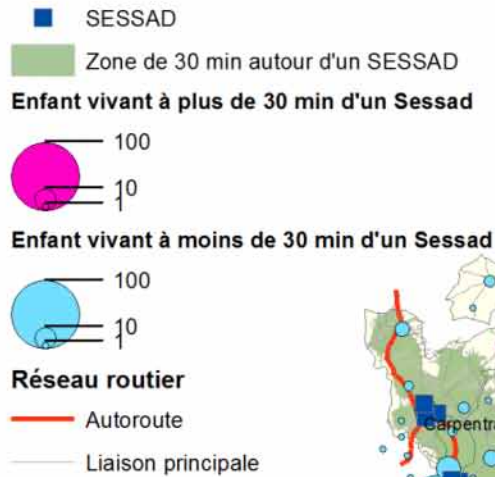 SESSAD
Zone de 30 min autour d'un SESSAD
Enfant vivant à plus de 30 min d'un Sessad
100
10
1
Enfant vivant à moins de 30 min d'un Sessad
100
10
1
Réseau routier
Autoroute
Liaison principale
Carpentra